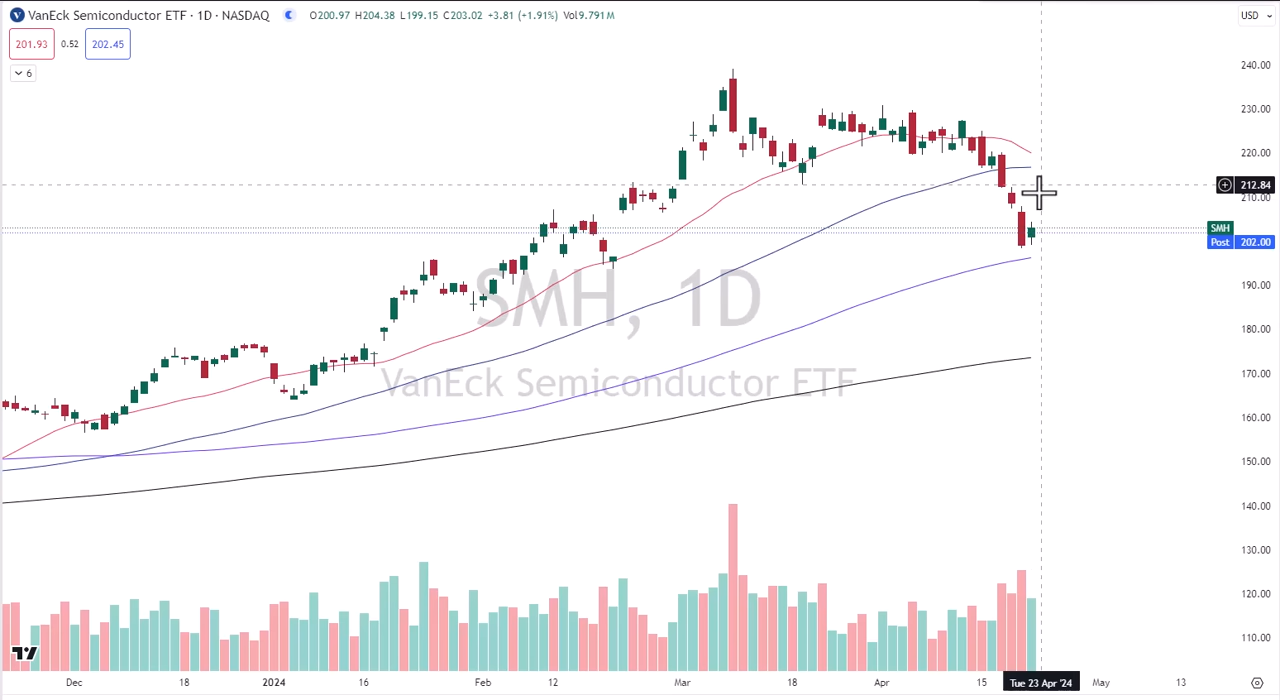 VanEck Semiconductor ETF · 1D · NASDAQ O200.97 H204.38 L199.15 C203.02 +3.81 (+1.91%) Vol9.791M USD
201.93 0.52 202.45
6
240.00
230.00
220.00
212.84
210.00
SMH
Post 202.00
190.00
180.00
170.00
160.00
150.00
140.00
130.00
120.00
110.00
SMH, 1D
VanEck Semiconductor ETF
Dec 18 2024 16 Feb 12 Mar 18 Apr 15 Tue 23 Apr '24 May 13